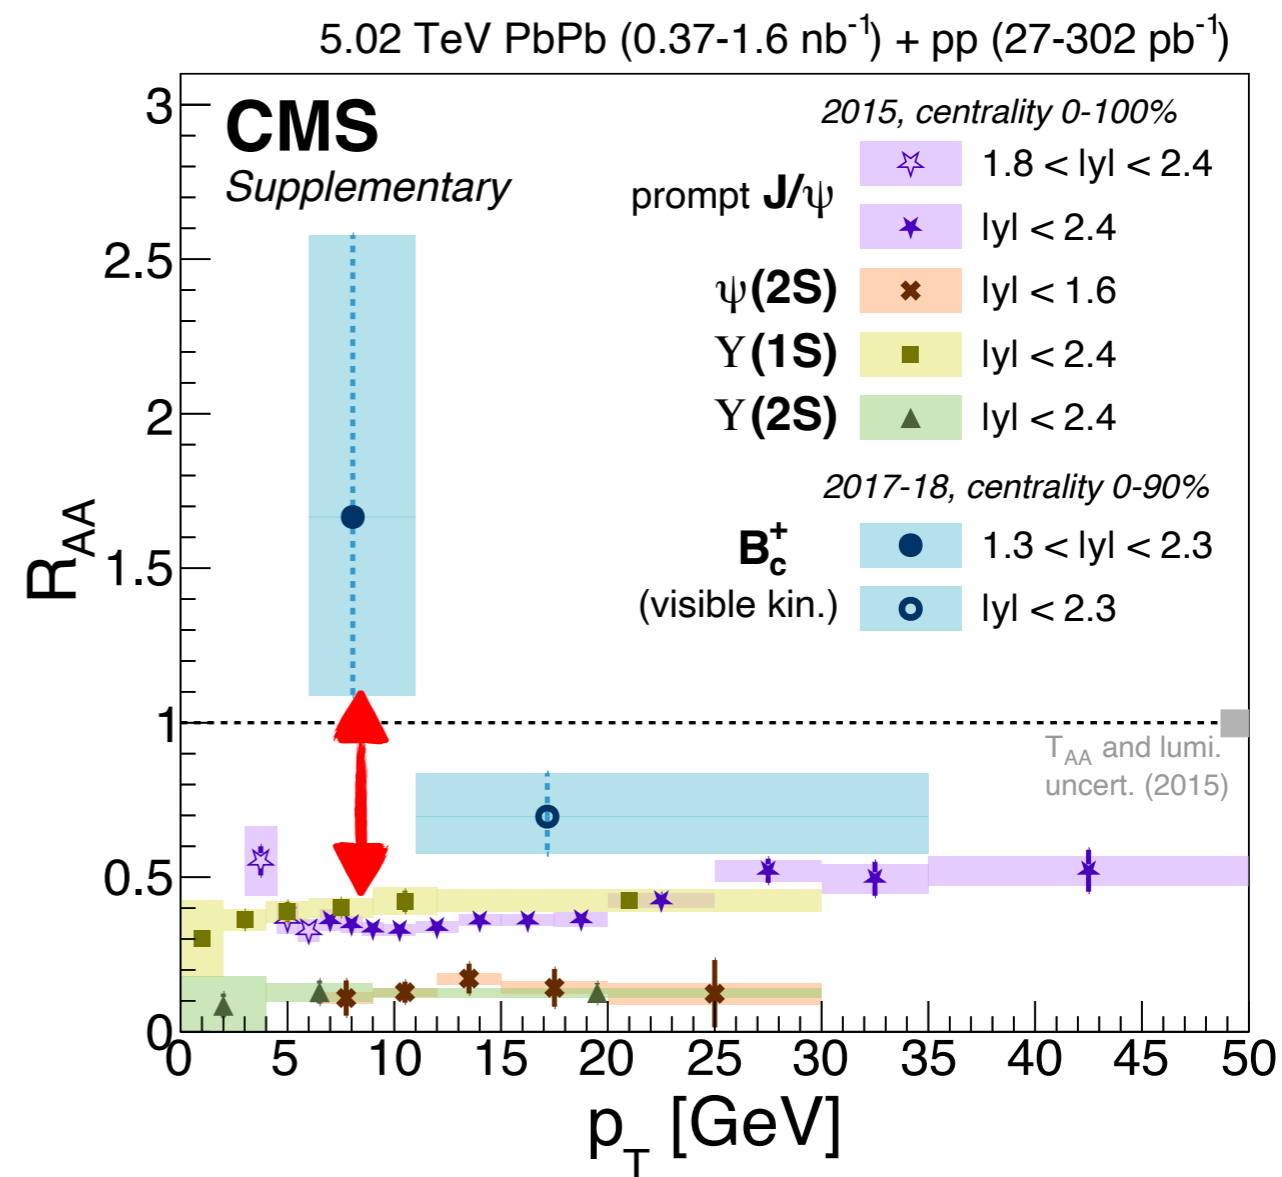 5.02 TeV PbPb (0.37-1.6 nb⁻¹) + pp (27-302 pb⁻¹)
CMS
Supplementary
2015, centrality 0-100%
prompt J/ψ
1.8 < |y| < 2.4
|y| < 2.4
ψ(2S) |y| < 1.6
Υ(1S) |y| < 2.4
Υ(2S) |y| < 2.4
2017-18, centrality 0-90%
B_c^+
(visible kin.)
1.3 < |y| < 2.3
|y| < 2.3
T_AA and lumi.
uncert. (2015)
R_AA
3
2.5
2
1.5
1
0.5
0
0 5 10 15 20 25 30 35 40 45 50
p_T [GeV]